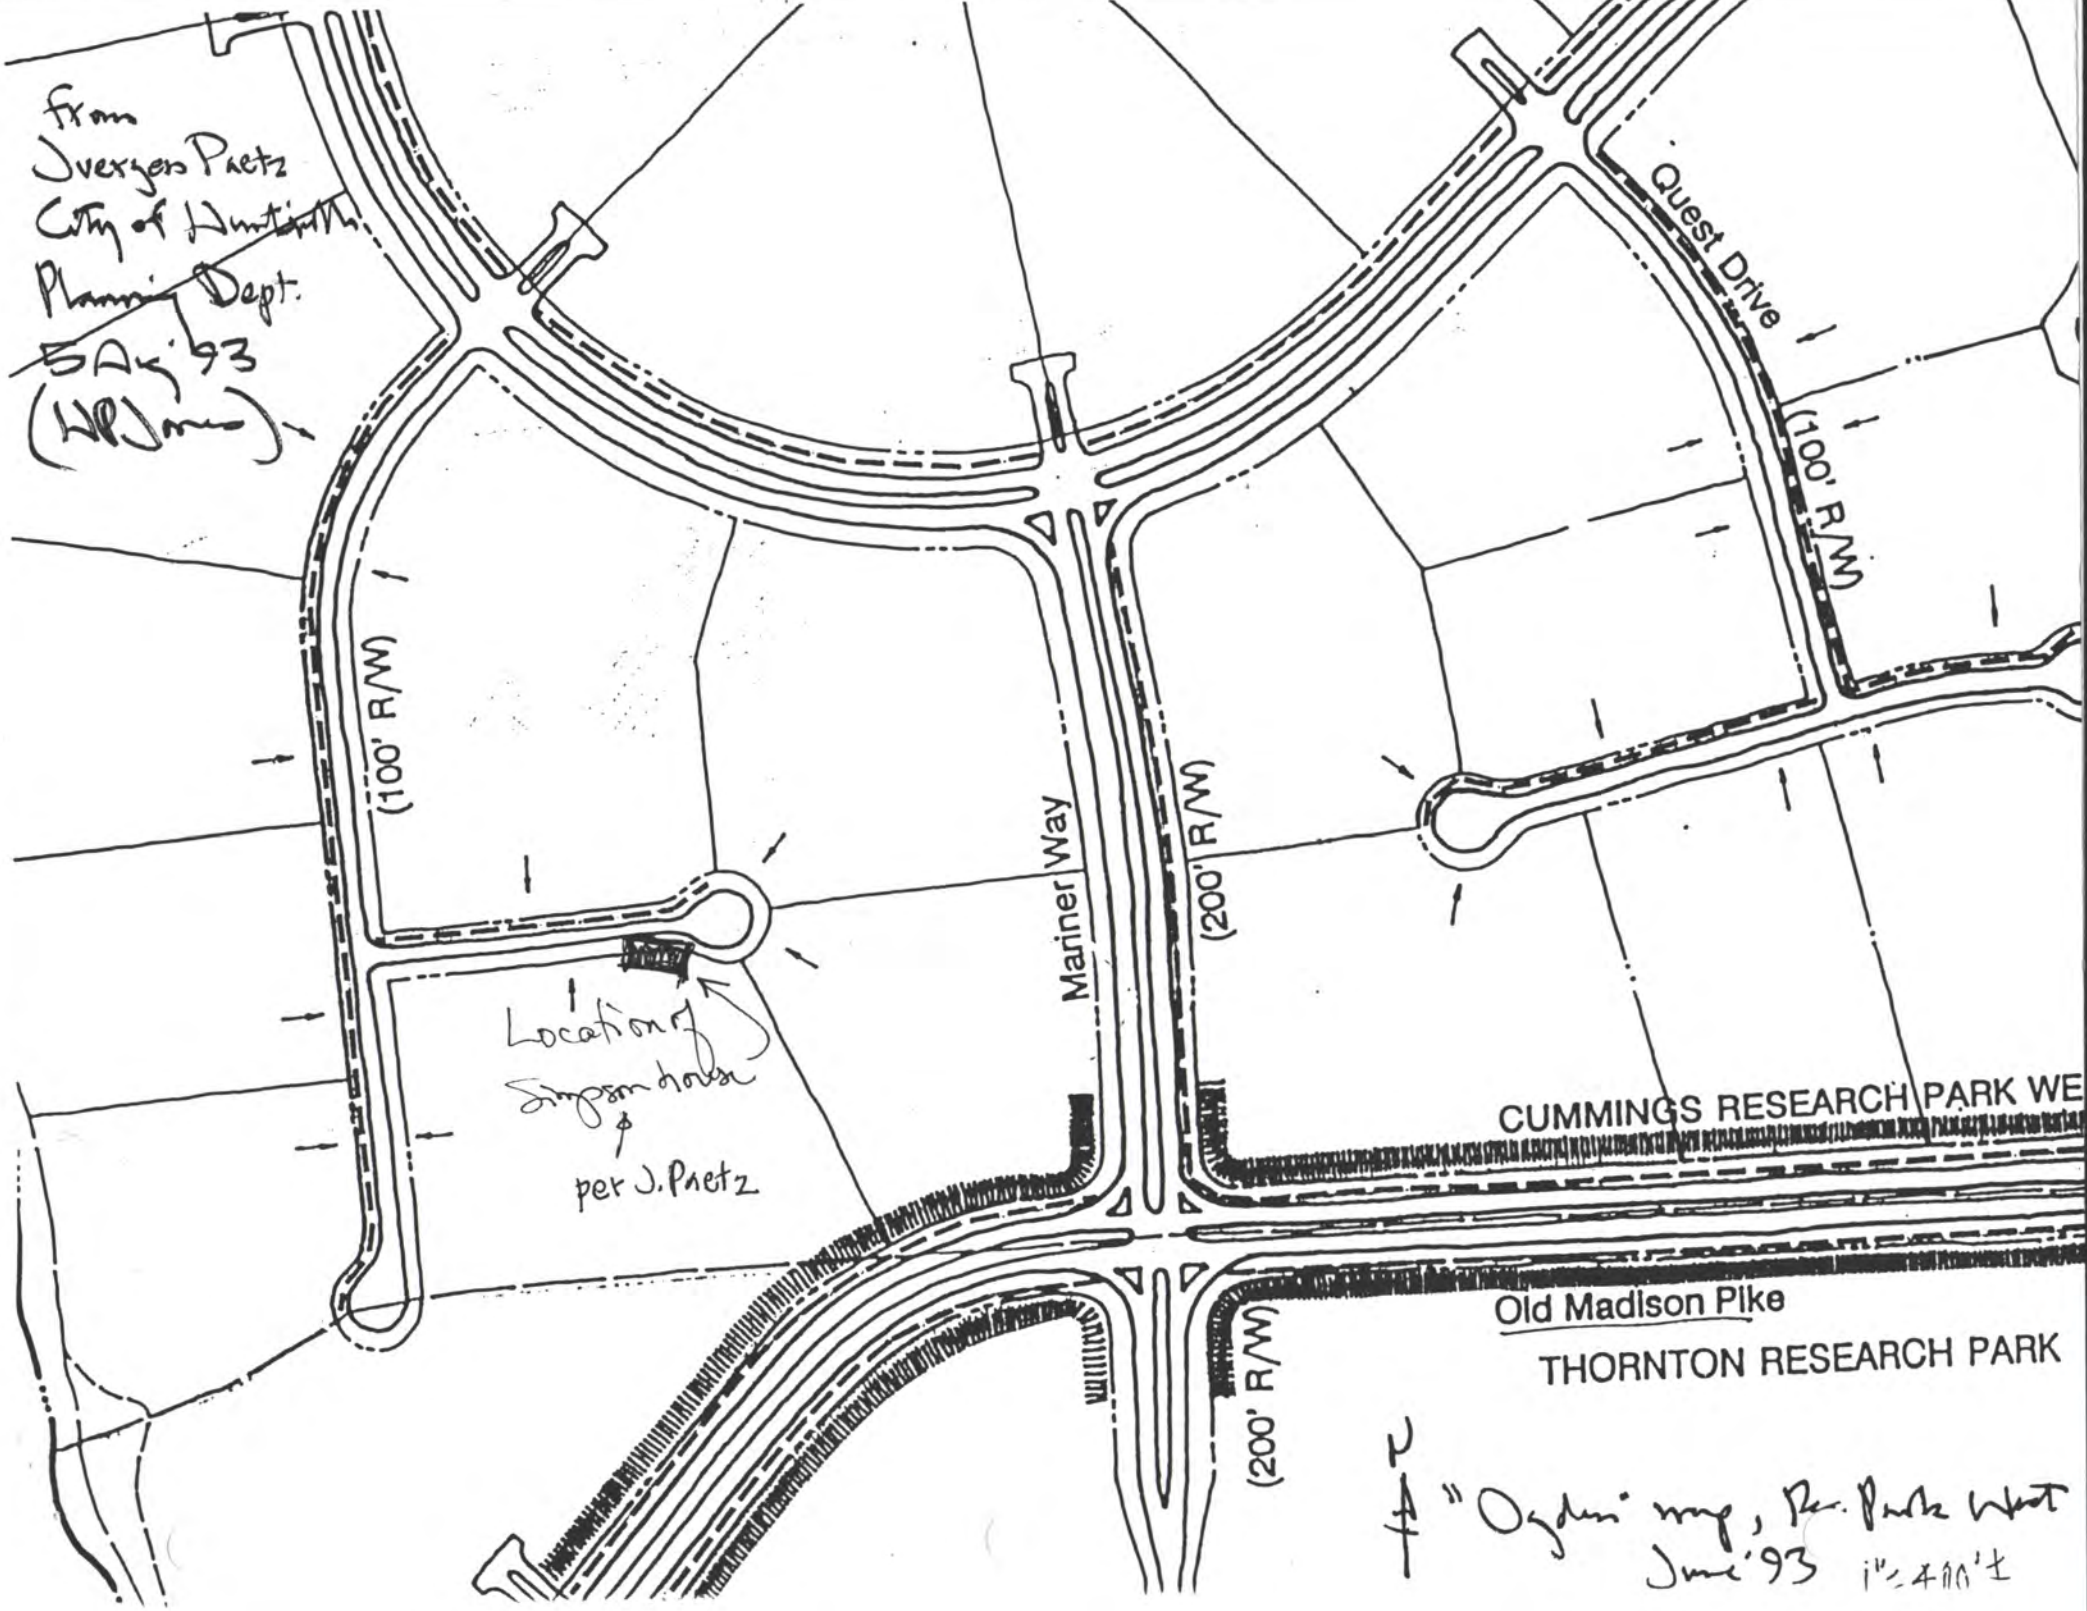 from
Juergen Paetz
City of Huntsville
Planning Dept.
5 Aug '93
(WP Jones)
Quest Drive
(100' R/W)
(100' R/W)
Mariner Way
(200' R/W)
Location of
Simpson house
per J. Paetz
CUMMINGS RESEARCH PARK WE
Old Madison Pike
THORNTON RESEARCH PARK
(200' R/W)
N
"Ogden" map, Res. Park West
June '93 1"=400'±